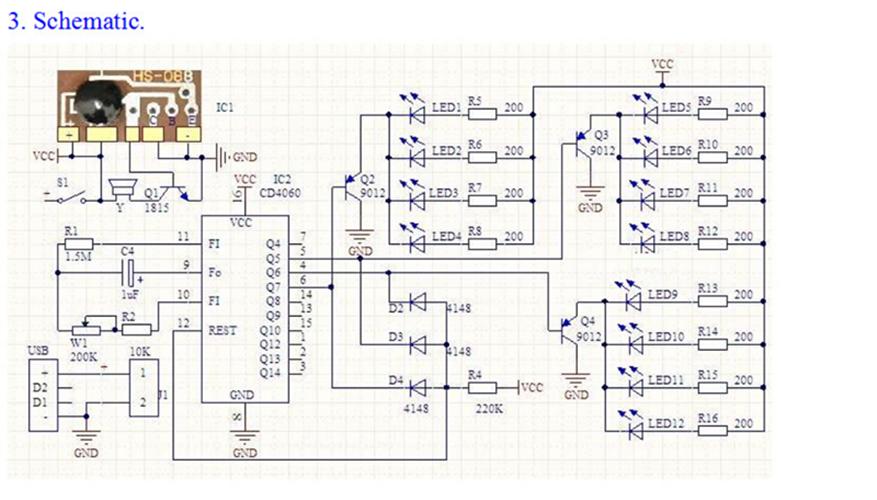 3. Schematic.
HS-08B
IC1
C B E
+ -
VCC
GND
S1
+
Y
Q1
1815
VCC
16
IC2
CD4060
VCC
R1
1.5M
C4
1uF
+
W1
200K
R2
10K
11 FI
9 Fo
10 FI
12 REST
Q4 7
Q5 5
Q6 4
Q7 6
Q8 14
Q9 13
Q10 15
Q12 1
Q13 2
Q14 3
GND
8
GND
USB
+
D2
D1
-
1
2
J1
GND
Q2
9012
GND
LED1 R5 200
LED2 R6 200
LED3 R7 200
LED4 R8 200
VCC
Q3
9012
GND
LED5 R9 200
LED6 R10 200
LED7 R11 200
LED8 R12 200
D2 4148
D3 4148
D4 4148
R4
220K
VCC
Q4
9012
GND
LED9 R13 200
LED10 R14 200
LED11 R15 200
LED12 R16 200